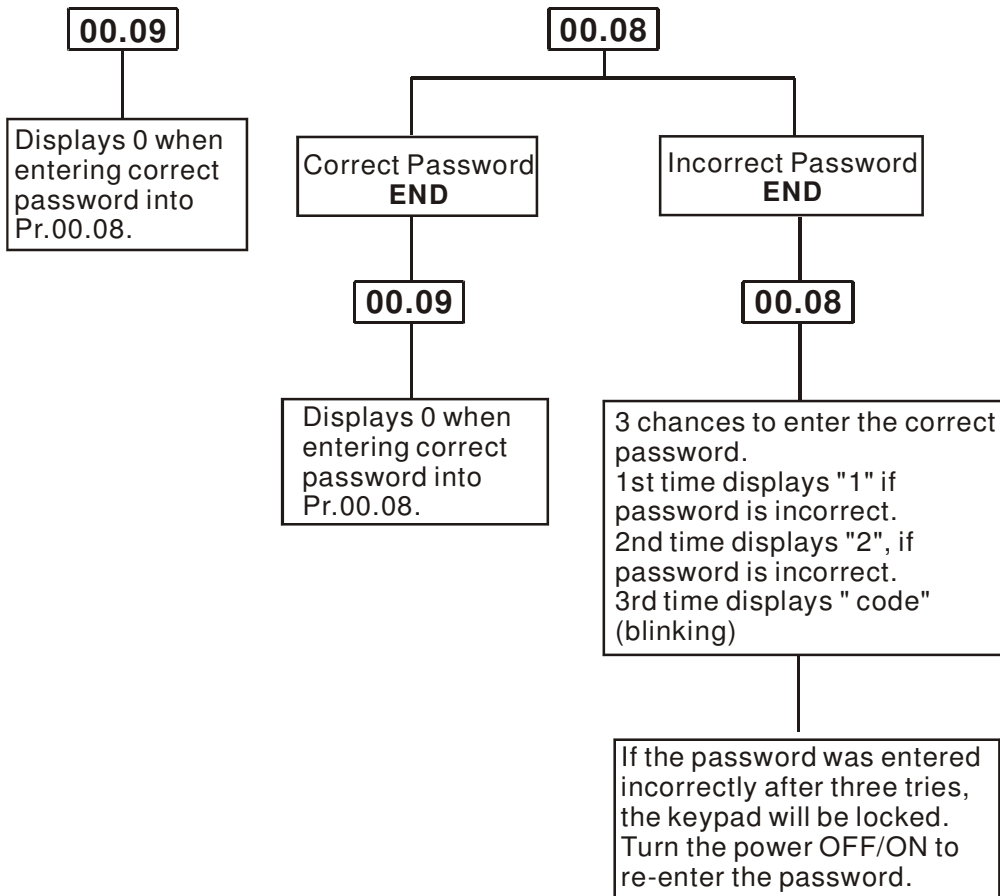 00.09
Displays 0 when
entering correct
password into
Pr.00.08.
00.08
Correct Password
END
00.09
Displays 0 when
entering correct
password into
Pr.00.08.
Incorrect Password
END
00.08
3 chances to enter the correct
password.
1st time displays "1" if
password is incorrect.
2nd time displays "2", if
password is incorrect.
3rd time displays " code"
(blinking)
If the password was entered
incorrectly after three tries,
the keypad will be locked.
Turn the power OFF/ON to
re-enter the password.